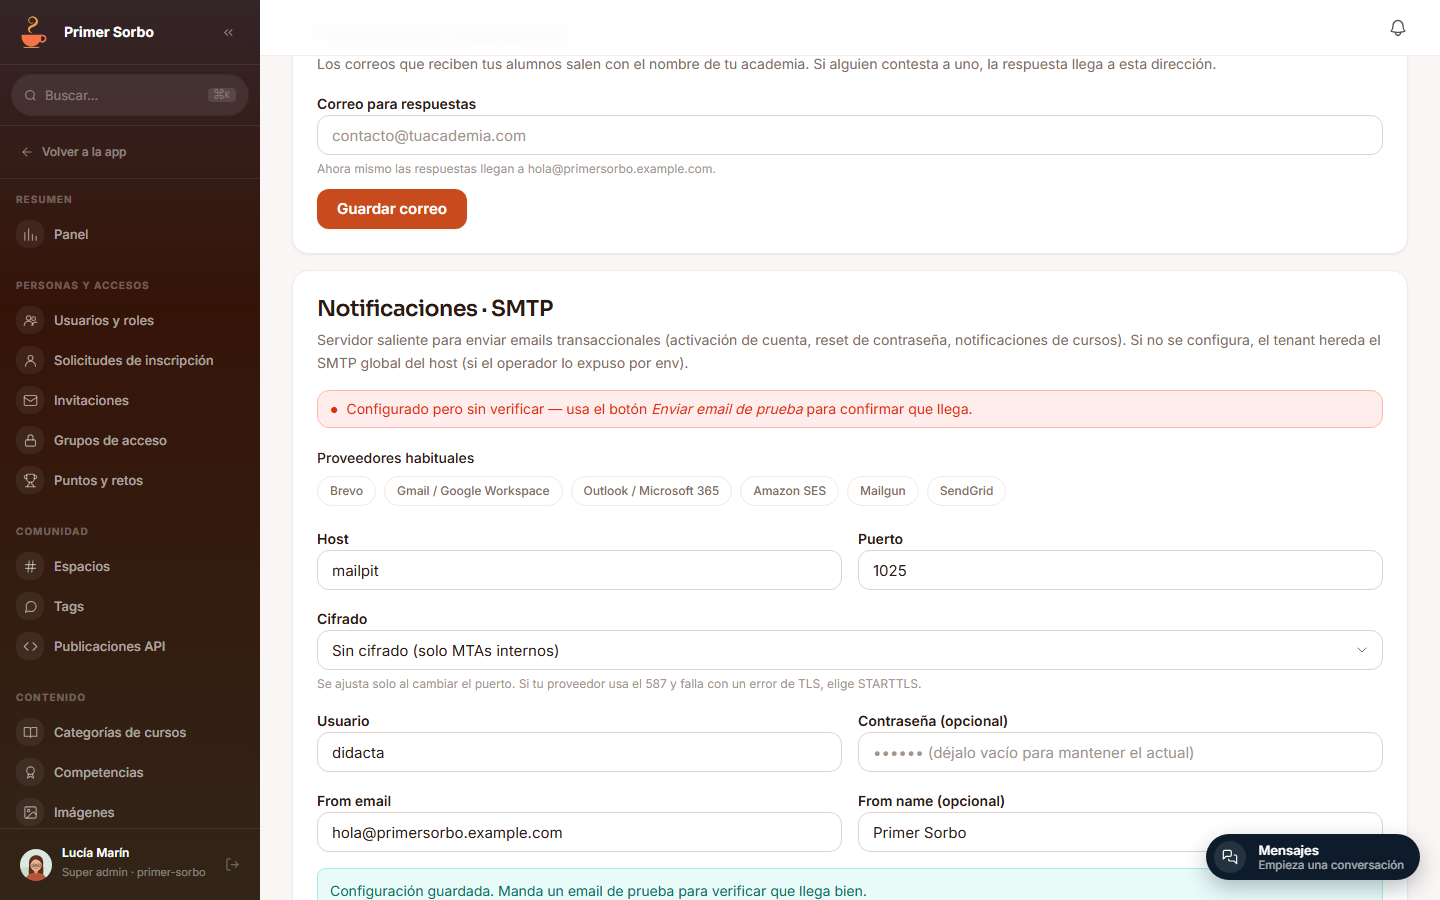 Primer Sorbo
Buscar...
⌘K
Volver a la app
RESUMEN
Panel
PERSONAS Y ACCESOS
Usuarios y roles
Solicitudes de inscripción
Invitaciones
Grupos de acceso
Puntos y retos
COMUNIDAD
Espacios
Tags
Publicaciones API
CONTENIDO
Categorías de cursos
Competencias
Imágenes
Lucía Marín
Super admin · primer-sorbo
Los correos que reciben tus alumnos salen con el nombre de tu academia. Si alguien contesta a uno, la respuesta llega a esta dirección.
Correo para respuestas
contacto@tuacademia.com
Ahora mismo las respuestas llegan a hola@primersorbo.example.com.
Guardar correo
Notificaciones · SMTP
Servidor saliente para enviar emails transaccionales (activación de cuenta, reset de contraseña, notificaciones de cursos). Si no se configura, el tenant hereda el
SMTP global del host (si el operador lo expuso por env).
● Configurado pero sin verificar — usa el botón Enviar email de prueba para confirmar que llega.
Proveedores habituales
Brevo
Gmail / Google Workspace
Outlook / Microsoft 365
Amazon SES
Mailgun
SendGrid
Host
Puerto
mailpit
1025
Cifrado
Sin cifrado (solo MTAs internos)
Se ajusta solo al cambiar el puerto. Si tu proveedor usa el 587 y falla con un error de TLS, elige STARTTLS.
Usuario
Contraseña (opcional)
didacta
•••••• (déjalo vacío para mantener el actual)
From email
From name (opcional)
hola@primersorbo.example.com
Primer Sorbo
Configuración guardada. Manda un email de prueba para verificar que llega bien.
Mensajes
Empieza una conversación